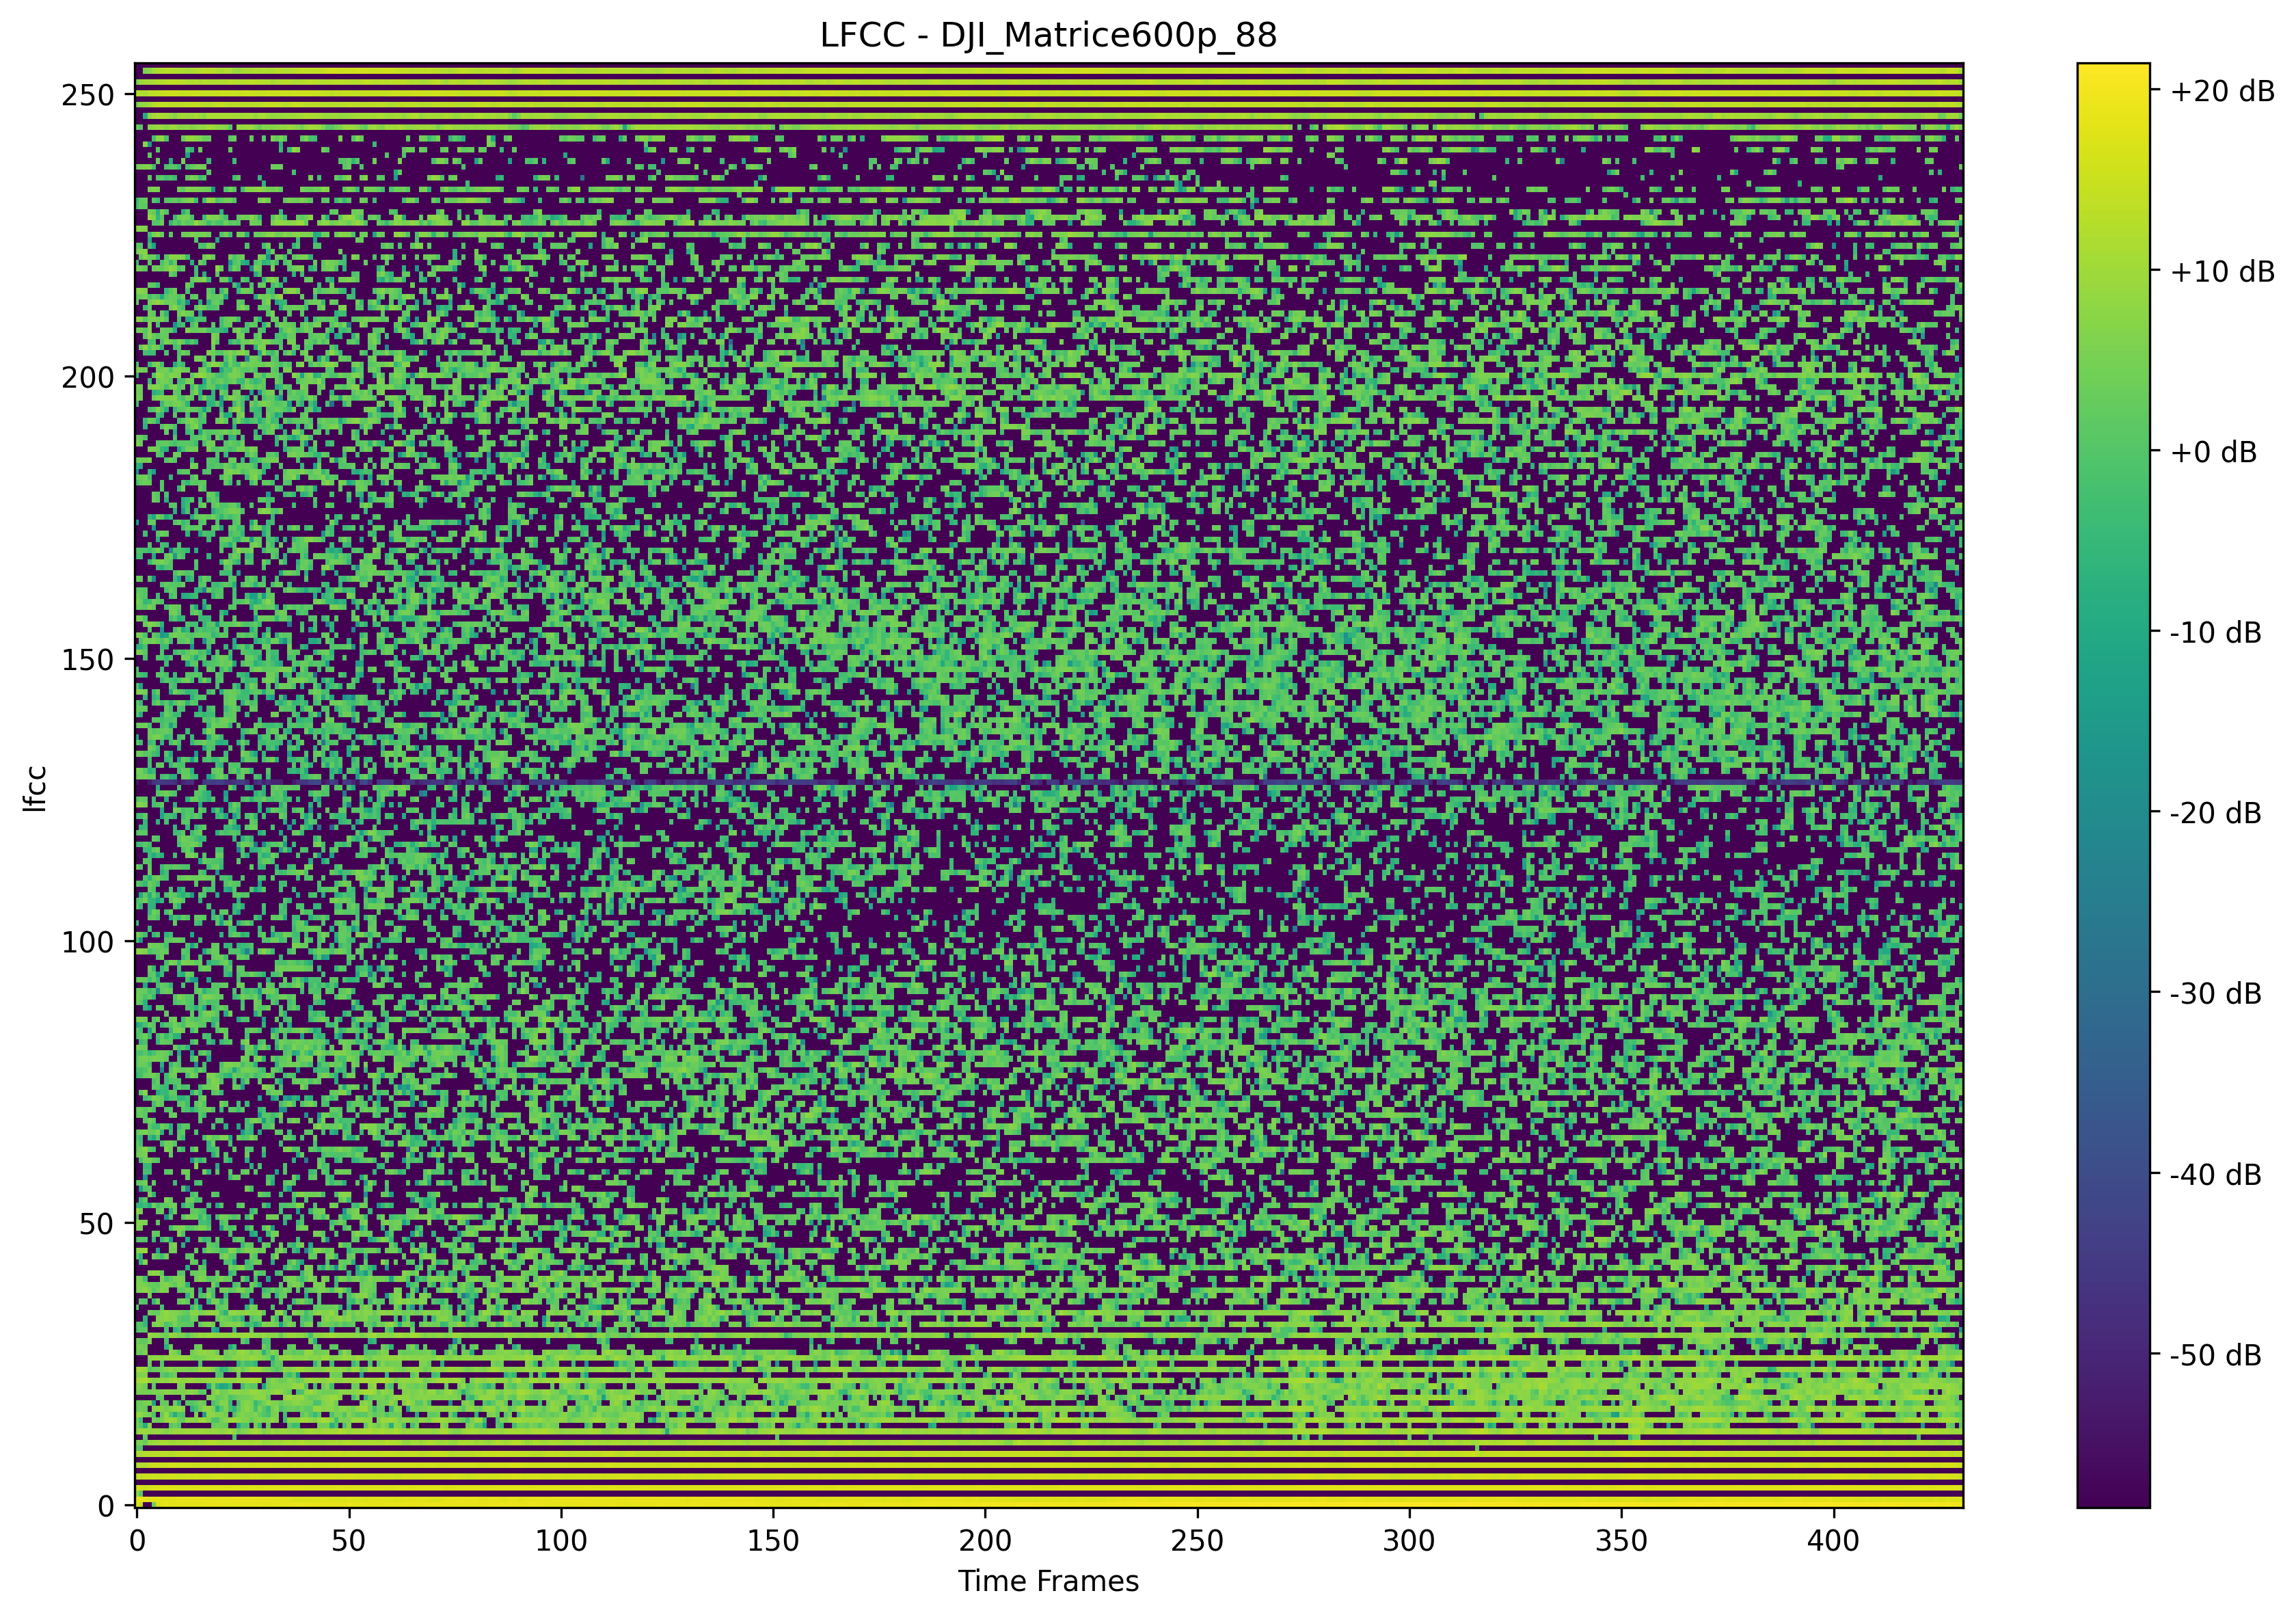 LFCC - DJI_Matrice600p_88
250
200
150
100
50
0
lfcc
0 50 100 150 200 250 300 350 400
Time Frames
+20 dB
+10 dB
+0 dB
-10 dB
-20 dB
-30 dB
-40 dB
-50 dB